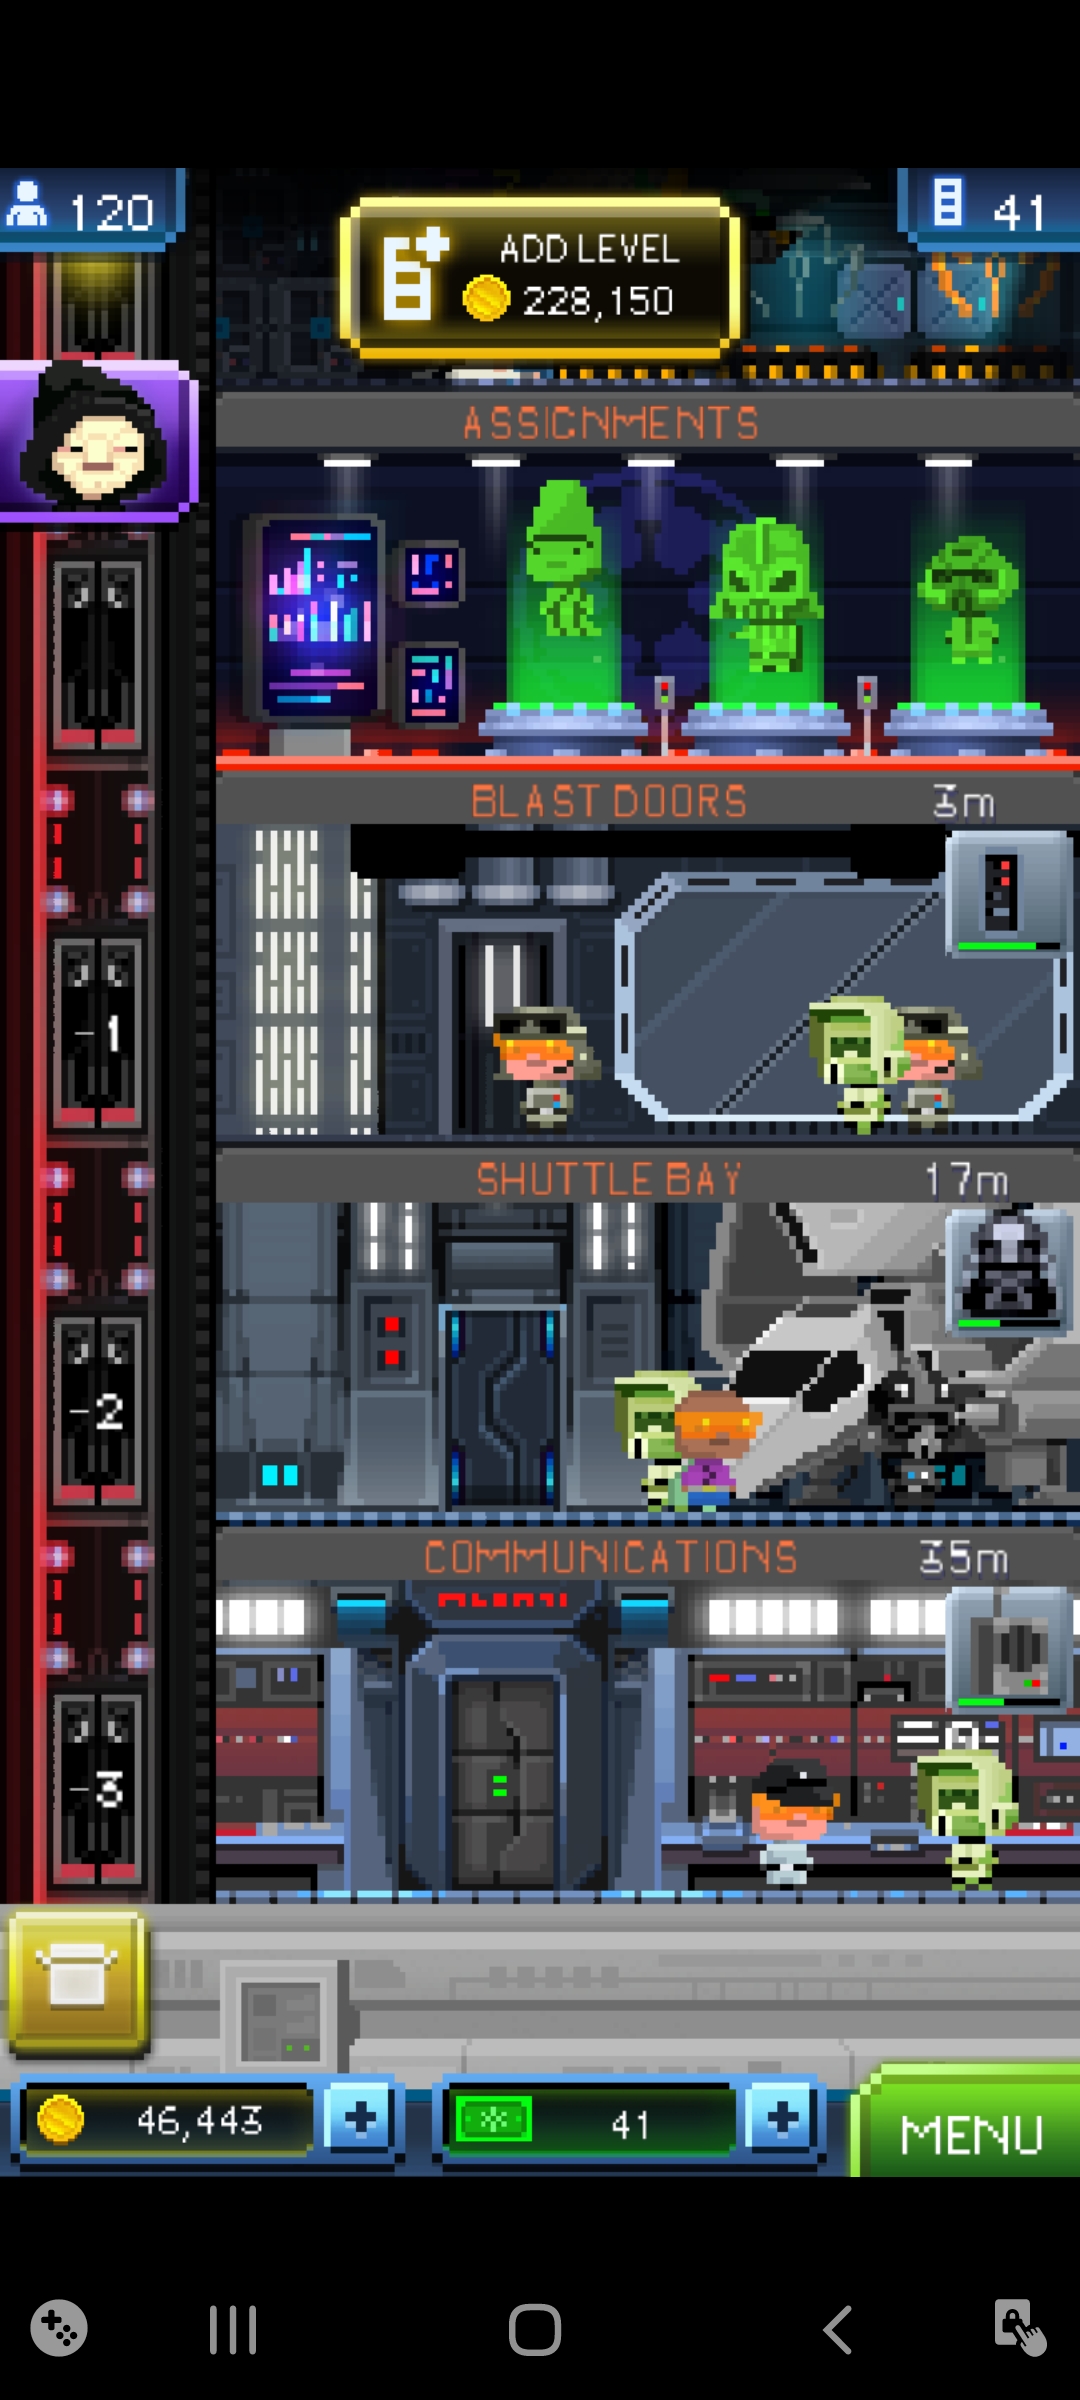 120
ADD LEVEL
228,150
41
ASSIGNMENTS
BLAST DOORS 3m
-1
SHUTTLE BAY 17m
-2
COMMUNICATIONS 35m
-3
46,443
41
MENU